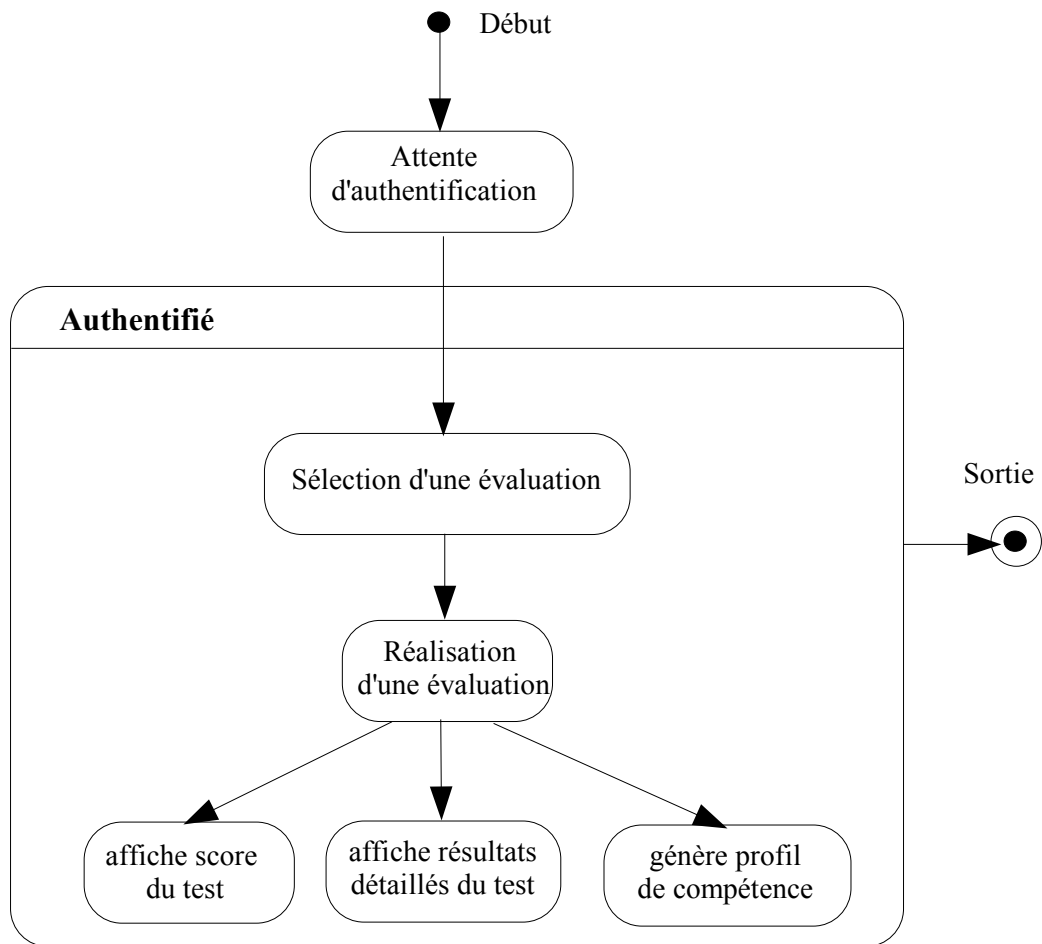 Début
Attente
d'authentification
Authentifié
Sélection d'une évaluation
Sortie
Réalisation
d'une évaluation
affiche score
du test
affiche résultats
détaillés du test
génère profil
de compétence